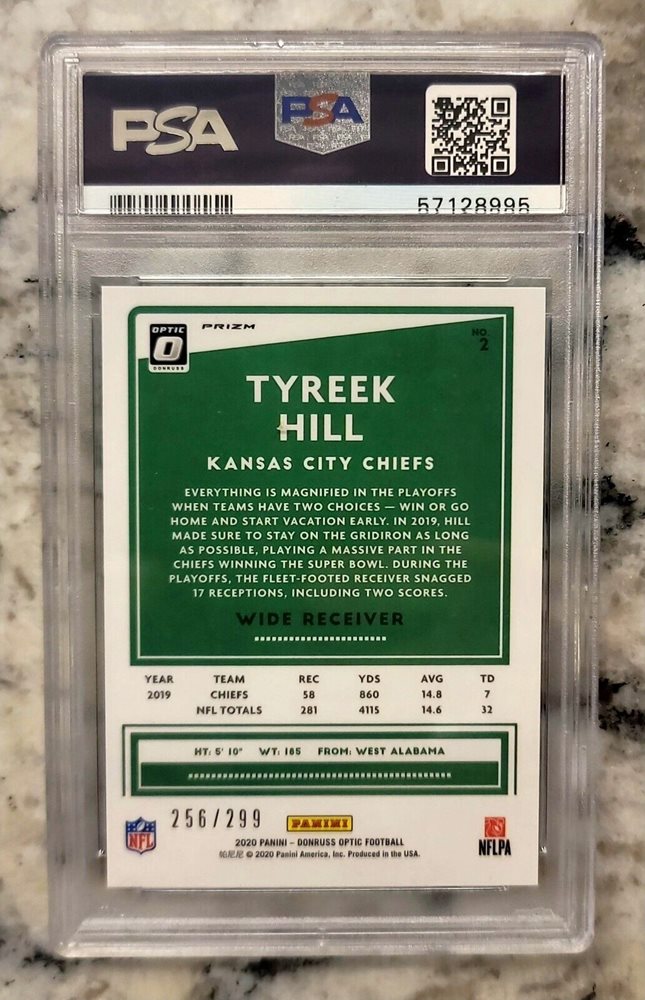 PSA
PSA
57128995
OPTIC
DONRUSS
PRIZM
NO.
2
TYREEK
HILL
KANSAS CITY CHIEFS
EVERYTHING IS MAGNIFIED IN THE PLAYOFFS
WHEN TEAMS HAVE TWO CHOICES — WIN OR GO
HOME AND START VACATION EARLY. IN 2019, HILL
MADE SURE TO STAY ON THE GRIDIRON AS LONG
AS POSSIBLE, PLAYING A MASSIVE PART IN THE
CHIEFS WINNING THE SUPER BOWL. DURING THE
PLAYOFFS, THE FLEET-FOOTED RECEIVER SNAGGED
17 RECEPTIONS, INCLUDING TWO SCORES.
WIDE RECEIVER
YEAR TEAM REC YDS AVG TD
2019 CHIEFS 58 860 14.8 7
NFL TOTALS 281 4115 14.6 32
HT: 5' 10" WT: 185 FROM: WEST ALABAMA
NFL
256/299
PANINI
2020 PANINI – DONRUSS OPTIC FOOTBALL
帕尼尼 © 2020 Panini America, Inc. Produced in the USA.
NFLPA